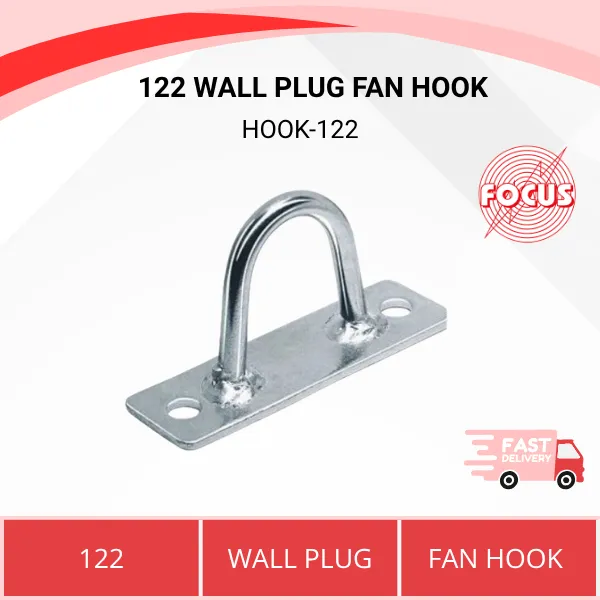 122 WALL PLUG FAN HOOK
HOOK-122
FOCUS
FAST
DELIVERY
122
WALL PLUG
FAN HOOK